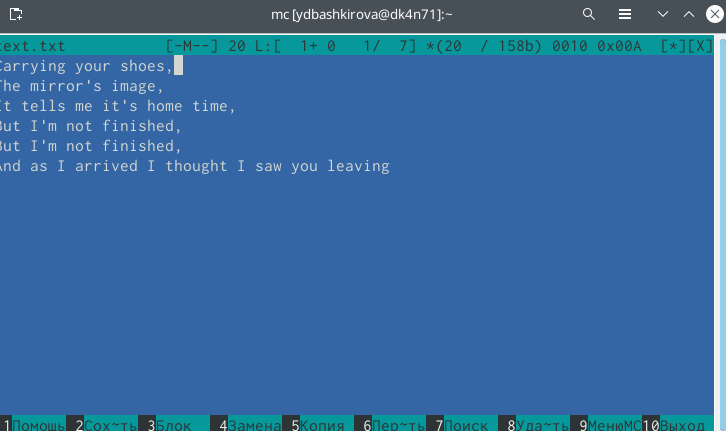 mc [ydbashkirova@dk4n71]:~
text.txt [-M--] 20 L:[ 1+ 0 1/ 7] *(20 / 158b) 0010 0x00A [*][X]
Carrying your shoes,
The mirror's image,
It tells me it's home time,
But I'm not finished,
But I'm not finished,
And as I arrived I thought I saw you leaving
1Помощь 2Сох~ть 3Блок 4Замена 5Копия 6Пер~ть 7Поиск 8Уда~ть 9МенюMC 10Выход